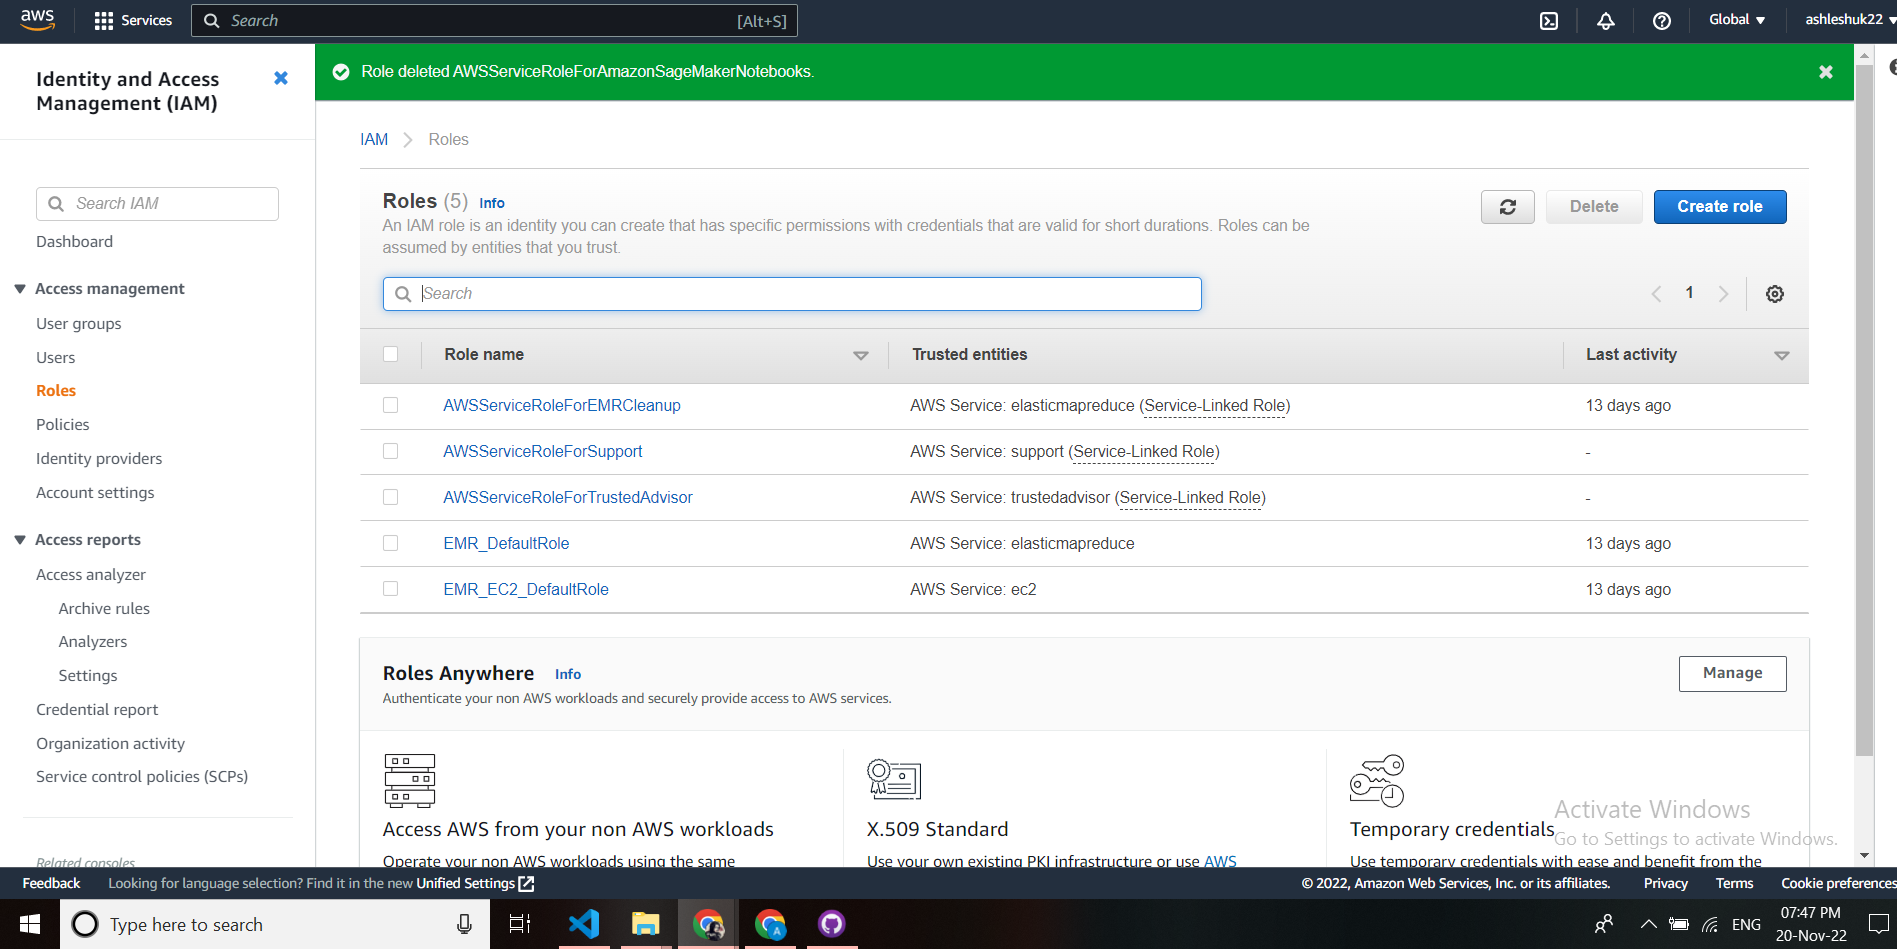 aws
Services
Search
[Alt+S]
Global
ashleshuk22
Identity and Access
Management (IAM)
Search IAM
Dashboard
Access management
User groups
Users
Roles
Policies
Identity providers
Account settings
Access reports
Access analyzer
Archive rules
Analyzers
Settings
Credential report
Organization activity
Service control policies (SCPs)
Related consoles
Role deleted AWSServiceRoleForAmazonSageMakerNotebooks.
IAM
Roles
Roles (5) Info
An IAM role is an identity you can create that has specific permissions with credentials that are valid for short durations. Roles can be
assumed by entities that you trust.
Delete
Create role
Search
1
Role name Trusted entities Last activity
AWSServiceRoleForEMRCleanup AWS Service: elasticmapreduce (Service-Linked Role) 13 days ago
AWSServiceRoleForSupport AWS Service: support (Service-Linked Role) -
AWSServiceRoleForTrustedAdvisor AWS Service: trustedadvisor (Service-Linked Role) -
EMR_DefaultRole AWS Service: elasticmapreduce 13 days ago
EMR_EC2_DefaultRole AWS Service: ec2 13 days ago
Roles Anywhere Info
Authenticate your non AWS workloads and securely provide access to AWS services.
Manage
Access AWS from your non AWS workloads
Operate your non AWS workloads using the same
X.509 Standard
Use your own existing PKI infrastructure or use AWS
Temporary credentials
Use temporary credentials with ease and benefit from the
Activate Windows
Go to Settings to activate Windows.
Feedback
Looking for language selection? Find it in the new Unified Settings
© 2022, Amazon Web Services, Inc. or its affiliates.
Privacy
Terms
Cookie preferences
Type here to search
A
ENG
07:47 PM
20-Nov-22